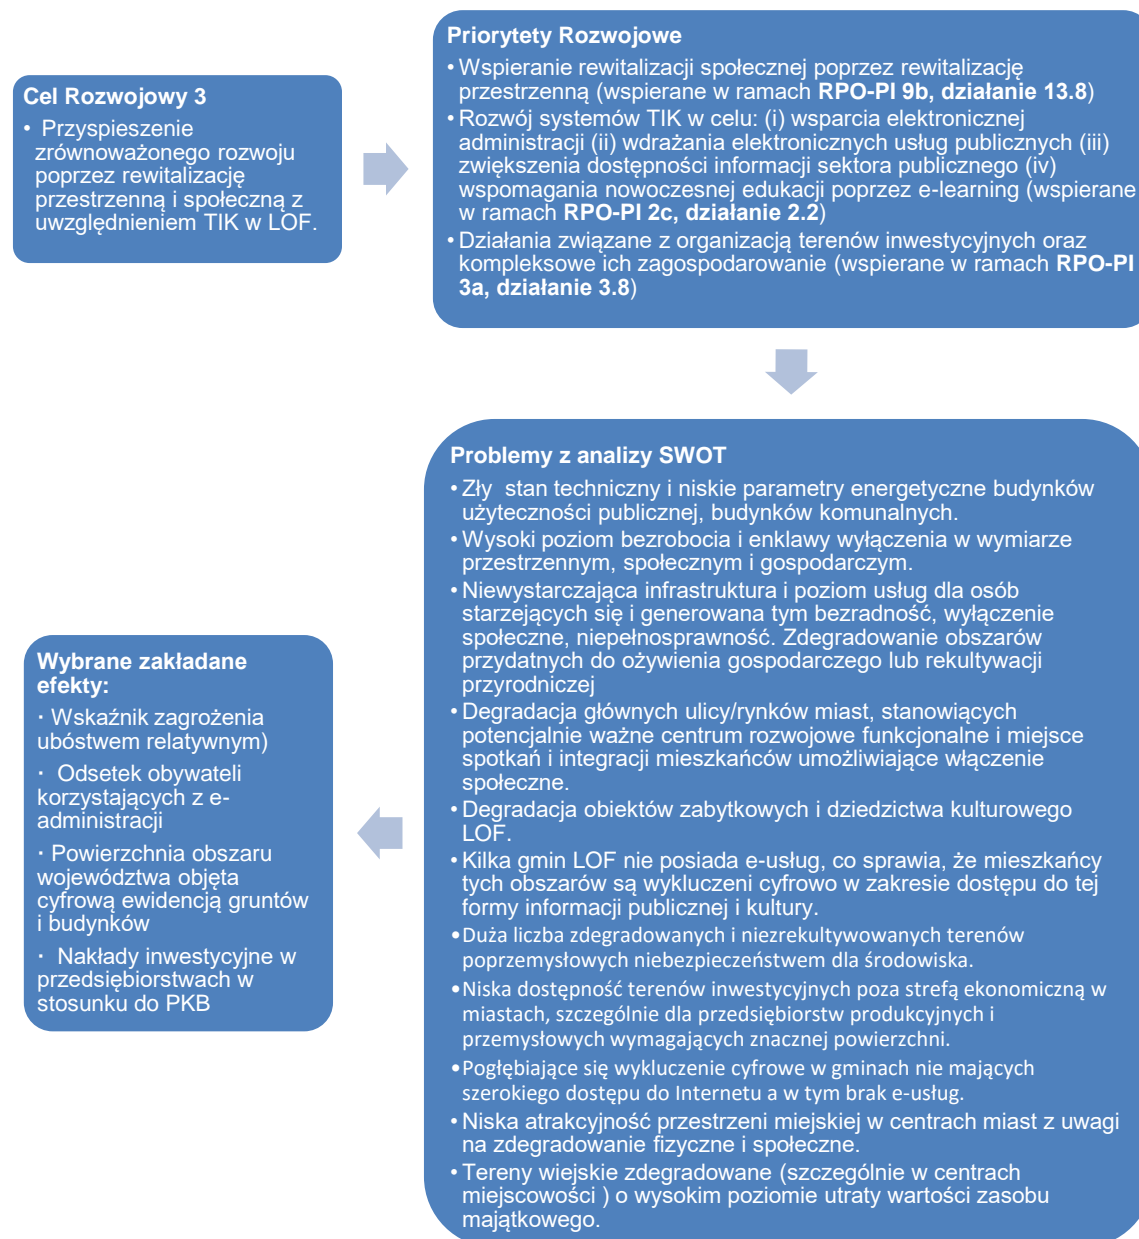 Cel Rozwojowy 3
• Przyspieszenie
zrównoważonego rozwoju
poprzez rewitalizację
przestrzenną i społeczną z
uwzględnieniem TIK w LOF.
Priorytety Rozwojowe
• Wspieranie rewitalizacji społecznej poprzez rewitalizację
przestrzenną (wspierane w ramach RPO-PI 9b, działanie 13.8)
• Rozwój systemów TIK w celu: (i) wsparcia elektronicznej
administracji (ii) wdrażania elektronicznych usług publicznych (iii)
zwiększenia dostępności informacji sektora publicznego (iv)
wspomagania nowoczesnej edukacji poprzez e-learning (wspierane
w ramach RPO-PI 2c, działanie 2.2)
• Działania związane z organizacją terenów inwestycyjnych oraz
kompleksowe ich zagospodarowanie (wspierane w ramach RPO-PI
3a, działanie 3.8)
Problemy z analizy SWOT
• Zły stan techniczny i niskie parametry energetyczne budynków
użyteczności publicznej, budynków komunalnych.
• Wysoki poziom bezrobocia i enklawy wyłączenia w wymiarze
przestrzennym, społecznym i gospodarczym.
• Niewystarczająca infrastruktura i poziom usług dla osób
starzejących się i generowana tym bezradność, wyłączenie
społeczne, niepełnosprawność. Zdegradowanie obszarów
przydatnych do ożywienia gospodarczego lub rekultywacji
przyrodniczej
• Degradacja głównych ulicy/rynków miast, stanowiących
potencjalnie ważne centrum rozwojowe funkcjonalne i miejsce
spotkań i integracji mieszkańców umożliwiające włączenie
społeczne.
• Degradacja obiektów zabytkowych i dziedzictwa kulturowego
LOF.
• Kilka gmin LOF nie posiada e-usług, co sprawia, że mieszkańcy
tych obszarów są wykluczeni cyfrowo w zakresie dostępu do tej
formy informacji publicznej i kultury.
• Duża liczba zdegradowanych i niezrekultywowanych terenów
poprzemysłowych niebezpieczeństwem dla środowiska.
• Niska dostępność terenów inwestycyjnych poza strefą ekonomiczną w
miastach, szczególnie dla przedsiębiorstw produkcyjnych i
przemysłowych wymagających znacznej powierzchni.
• Pogłębiające się wykluczenie cyfrowe w gminach nie mających
szerokiego dostępu do Internetu a w tym brak e-usług.
• Niska atrakcyjność przestrzeni miejskiej w centrach miast z uwagi
na zdegradowanie fizyczne i społeczne.
• Tereny wiejskie zdegradowane (szczególnie w centrach
miejscowości ) o wysokim poziomie utraty wartości zasobu
majątkowego.
Wybrane zakładane
efekty:
· Wskaźnik zagrożenia
ubóstwem relatywnym)
· Odsetek obywateli
korzystających z e-
administracji
· Powierzchnia obszaru
województwa objęta
cyfrową ewidencją gruntów
i budynków
· Nakłady inwestycyjne w
przedsiębiorstwach w
stosunku do PKB